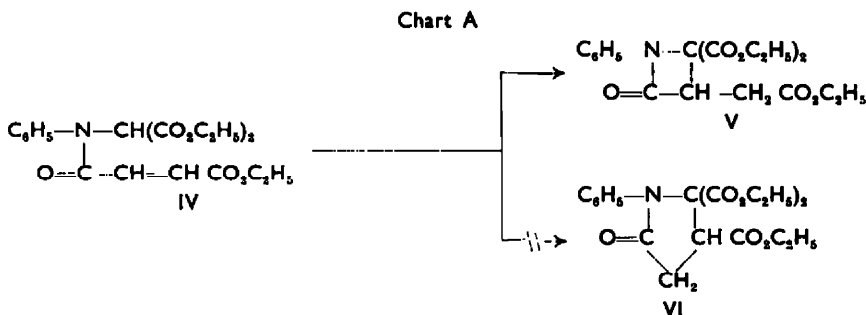 Chart A
C₆H₅ N---C(CO₂C₂H₅)₂
O=C---CH—CH₂ CO₂C₂H₅
V
C₆H₅—N—CH(CO₂C₂H₅)₂
O=C---CH=CH CO₂C₂H₅
IV
C₆H₅—N—C(CO₂C₂H₅)₂
O=C CH CO₂C₂H₅
CH₂
VI